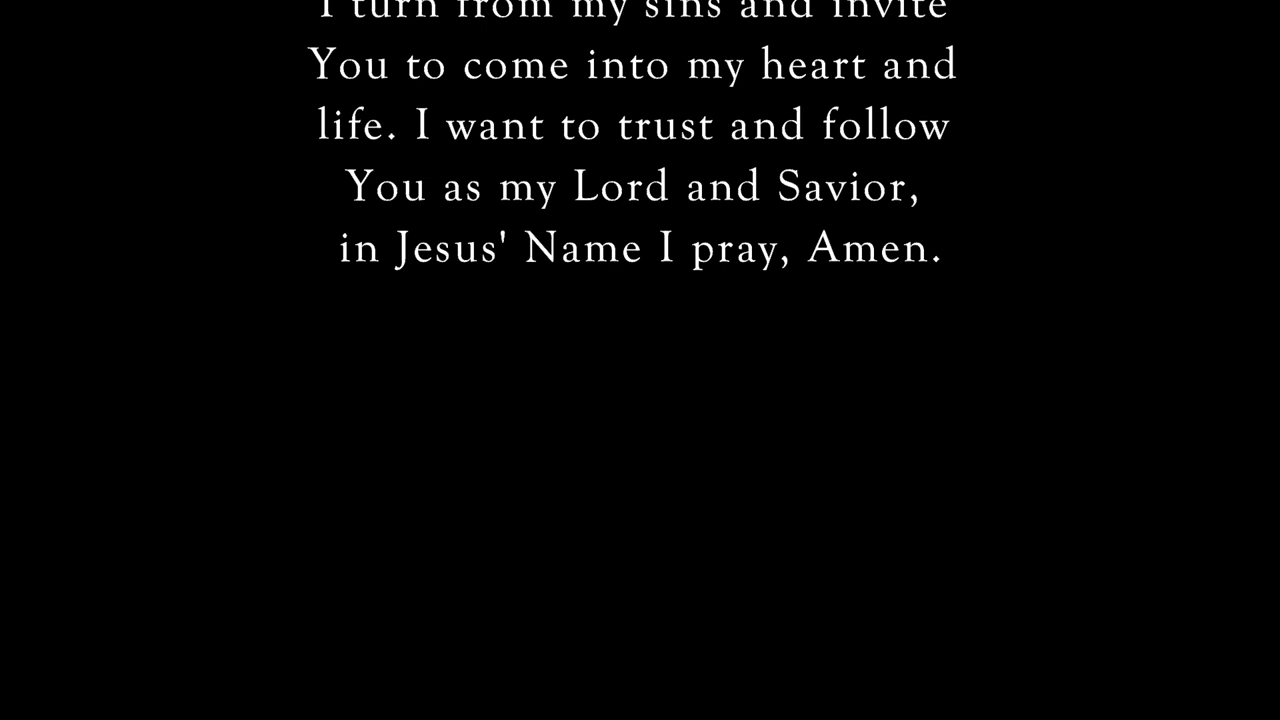 I turn from my sins and invite
You to come into my heart and
life. I want to trust and follow
You as my Lord and Savior,
in Jesus' Name I pray, Amen.